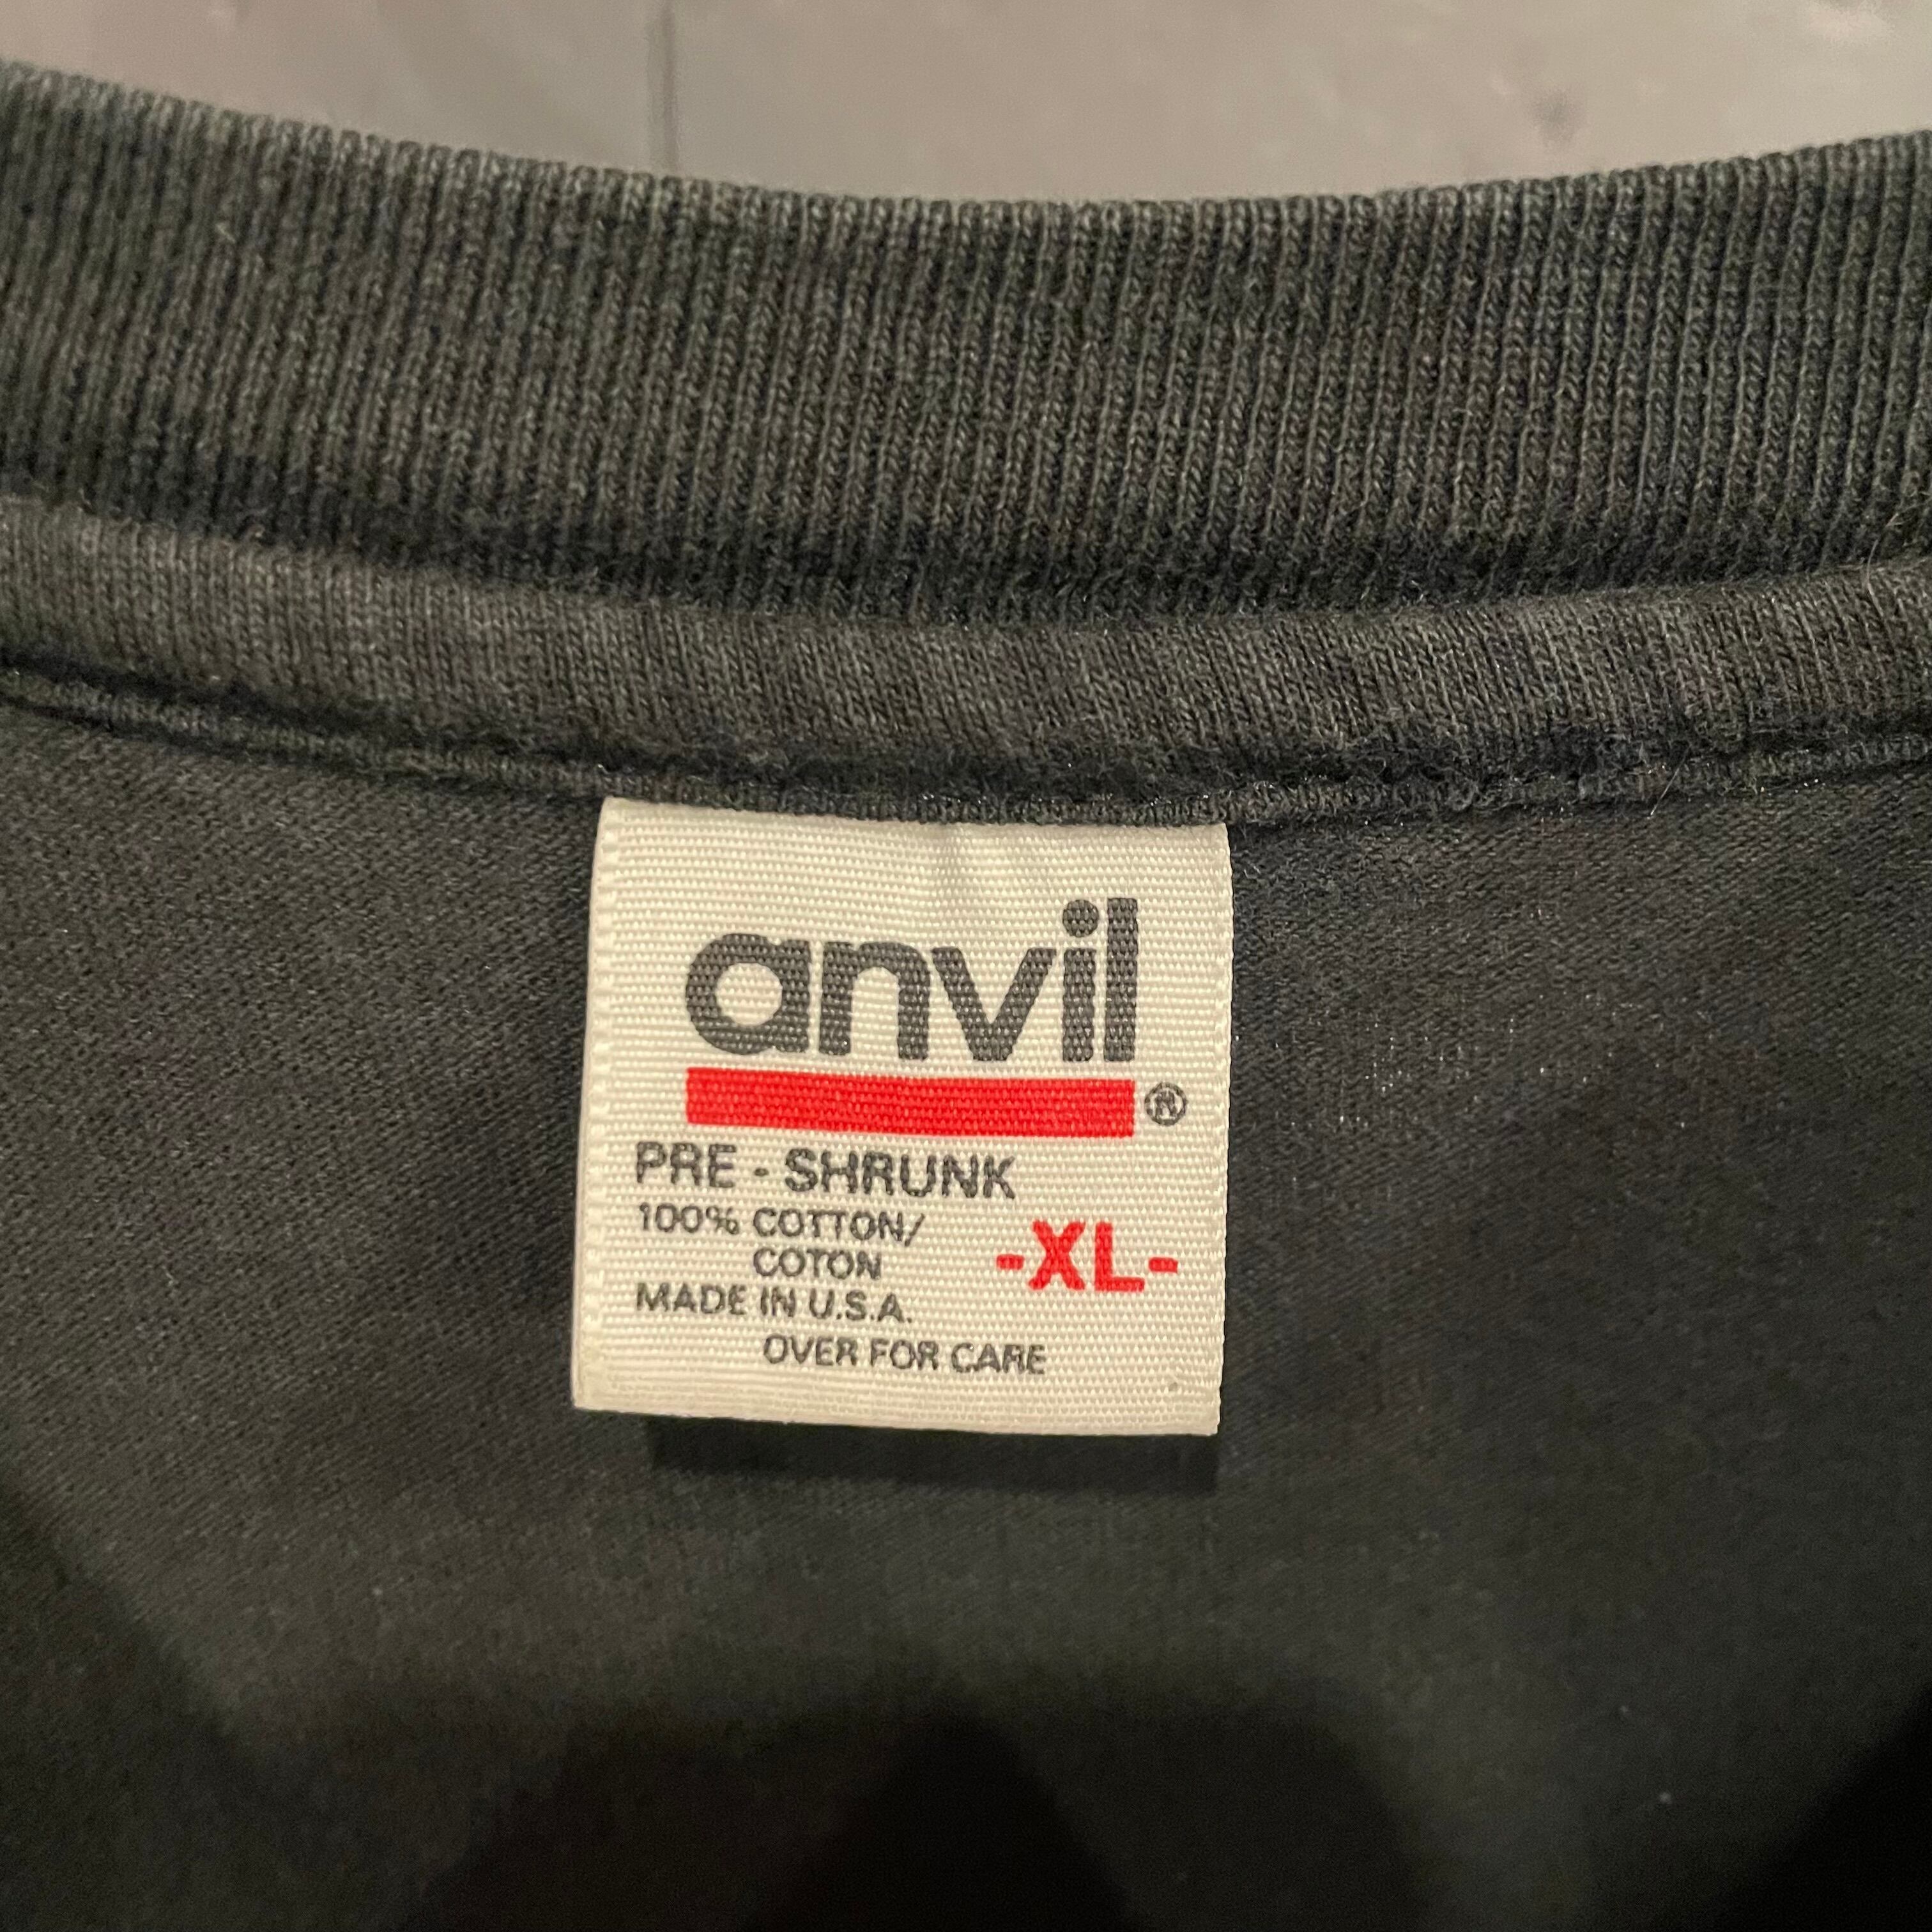 anvil
®
PRE - SHRUNK
100% COTTON/
COTON
-XL-
MADE IN U.S.A.
OVER FOR CARE